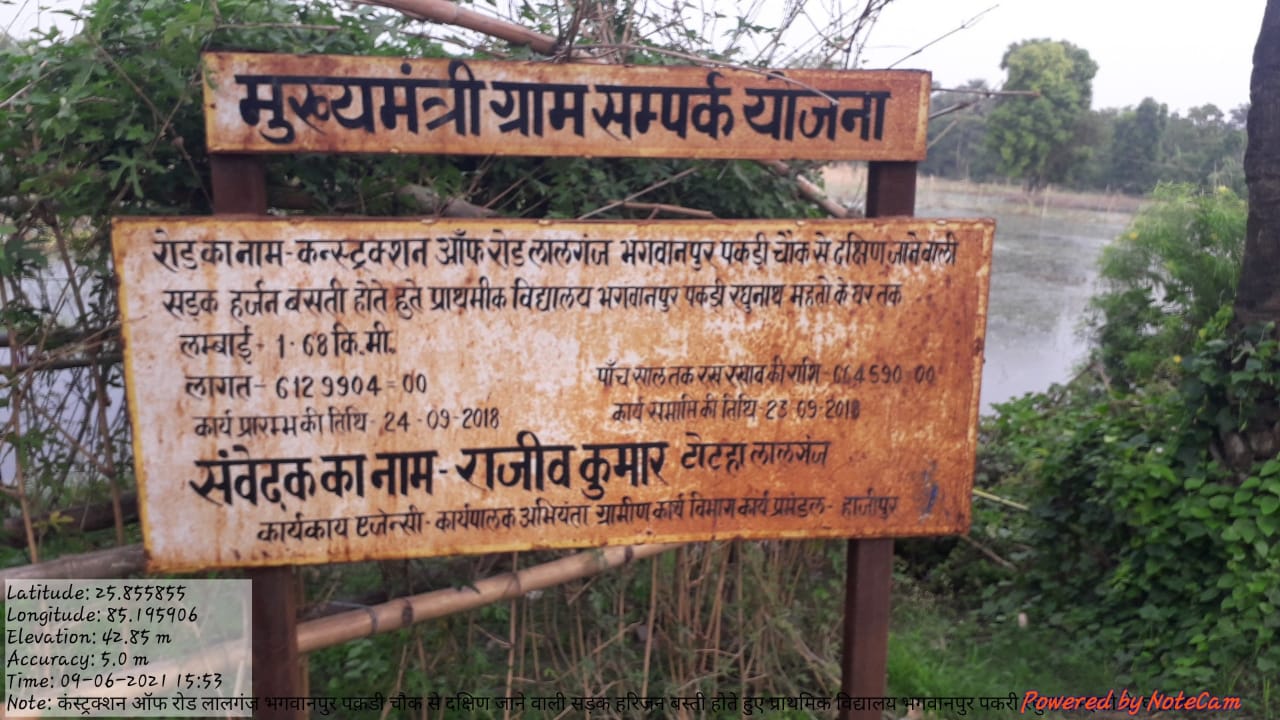 मुख्यमंत्री ग्राम सम्पर्क योजना
रोड का नाम - कन्स्ट्रक्शन ऑफ रोड लालगंज भगवानपुर पकडी चौक से दक्षिण जाने वाली
सड़क हर्जन बसती होते हुते प्राथमीक विद्यालय भगवानपुर पकड़ी रघुनाथ महतो के घर तक
लम्बाई - 1.68 कि.मी.
लागत - 6129904=00 पाँच साल तक रख रखाव की राशि - 664590=00
कार्य प्रारम्भ की तिथि - 24-09-2018 कार्य समाप्ति की तिथि - 23-09-2018
संवेदक का नाम - राजीव कुमार टोटहा लालगंज
कार्यकाय एजेन्सी - कार्यपालक अभियंता ग्रामीण कार्य विभाग कार्य प्रमंडल - हाजीपुर
Latitude: 25.855855
Longitude: 85.195906
Elevation: 42.85 m
Accuracy: 5.0 m
Time: 09-06-2021 15:53
Note: कंस्ट्रक्शन ऑफ रोड लालगंज भगवानपुर पकडी चौक से दक्षिण जाने वाली सड़क हरिजन बस्ती होते हुए प्राथमिक विद्यालय भगवानपुर पकरी
Powered by NoteCam